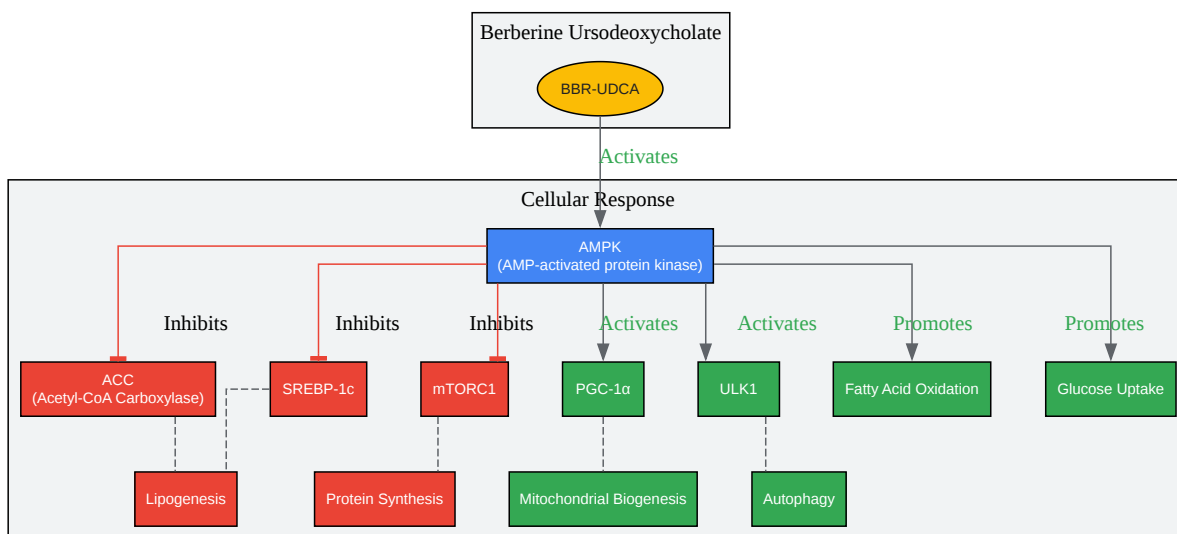 Berberine Ursodeoxycholate
BBR-UDCA
Activates
Cellular Response
AMPK
(AMP-activated protein kinase)
Inhibits
Inhibits
Inhibits
Activates
Activates
Promotes
Promotes
ACC
(Acetyl-CoA Carboxylase)
SREBP-1c
mTORC1
PGC-1α
ULK1
Fatty Acid Oxidation
Glucose Uptake
Lipogenesis
Protein Synthesis
Mitochondrial Biogenesis
Autophagy